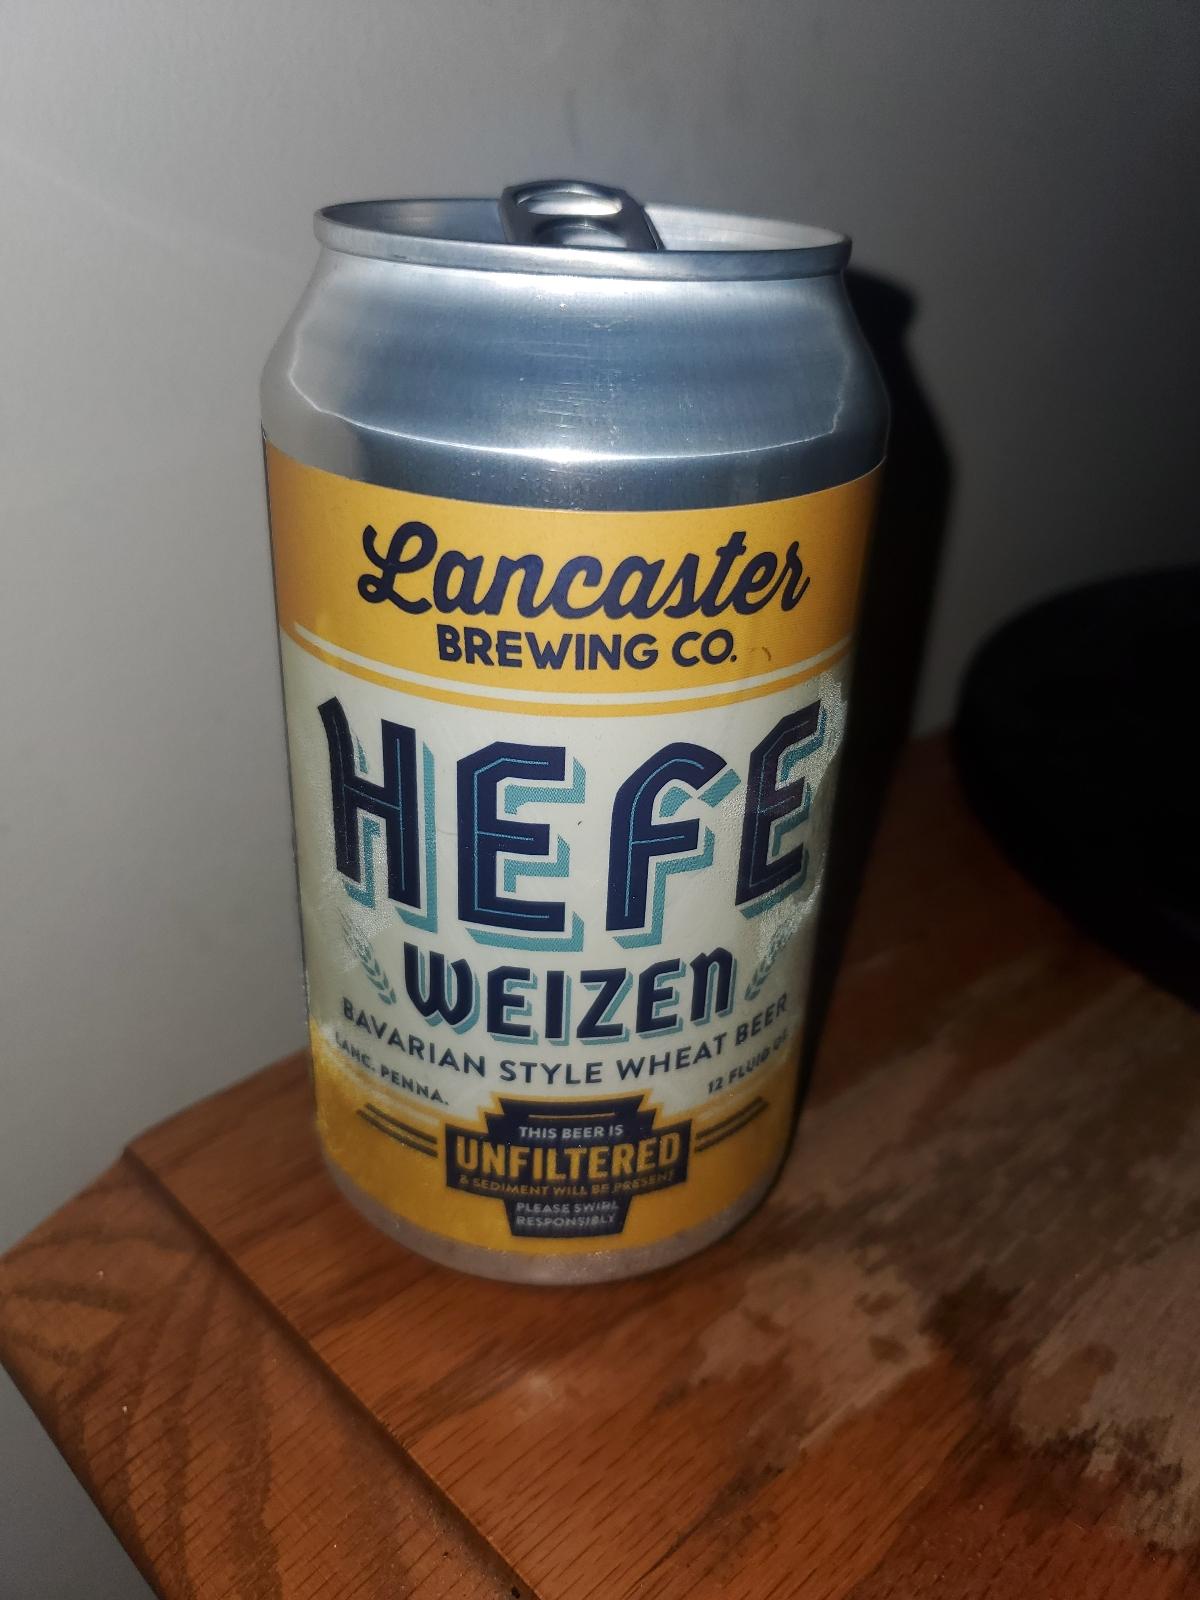 Lancaster
BREWING CO.
HEFE
WEIZEN
BAVARIAN STYLE WHEAT BEER
LANC. PENNA.
12 FLUID OZ.
THIS BEER IS
UNFILTERED
& SEDIMENT WILL BE PRESENT
PLEASE SWIRL
RESPONSIBLY